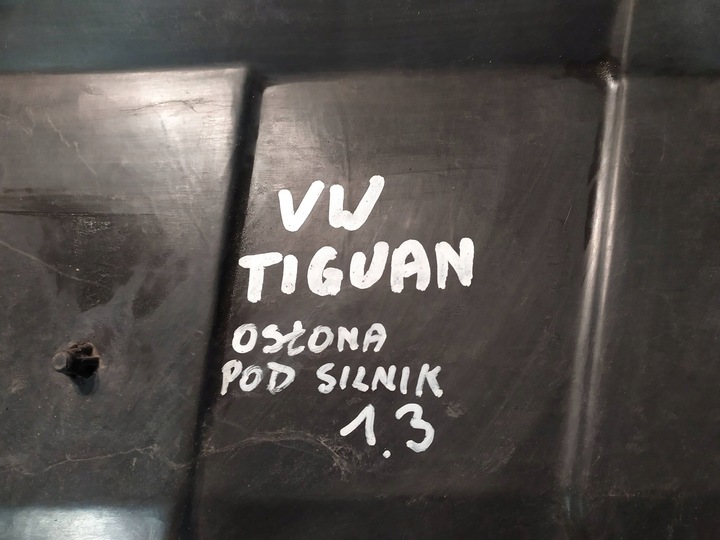 VW
TIGUAN
OSŁONA
POD SILNIK
1.3